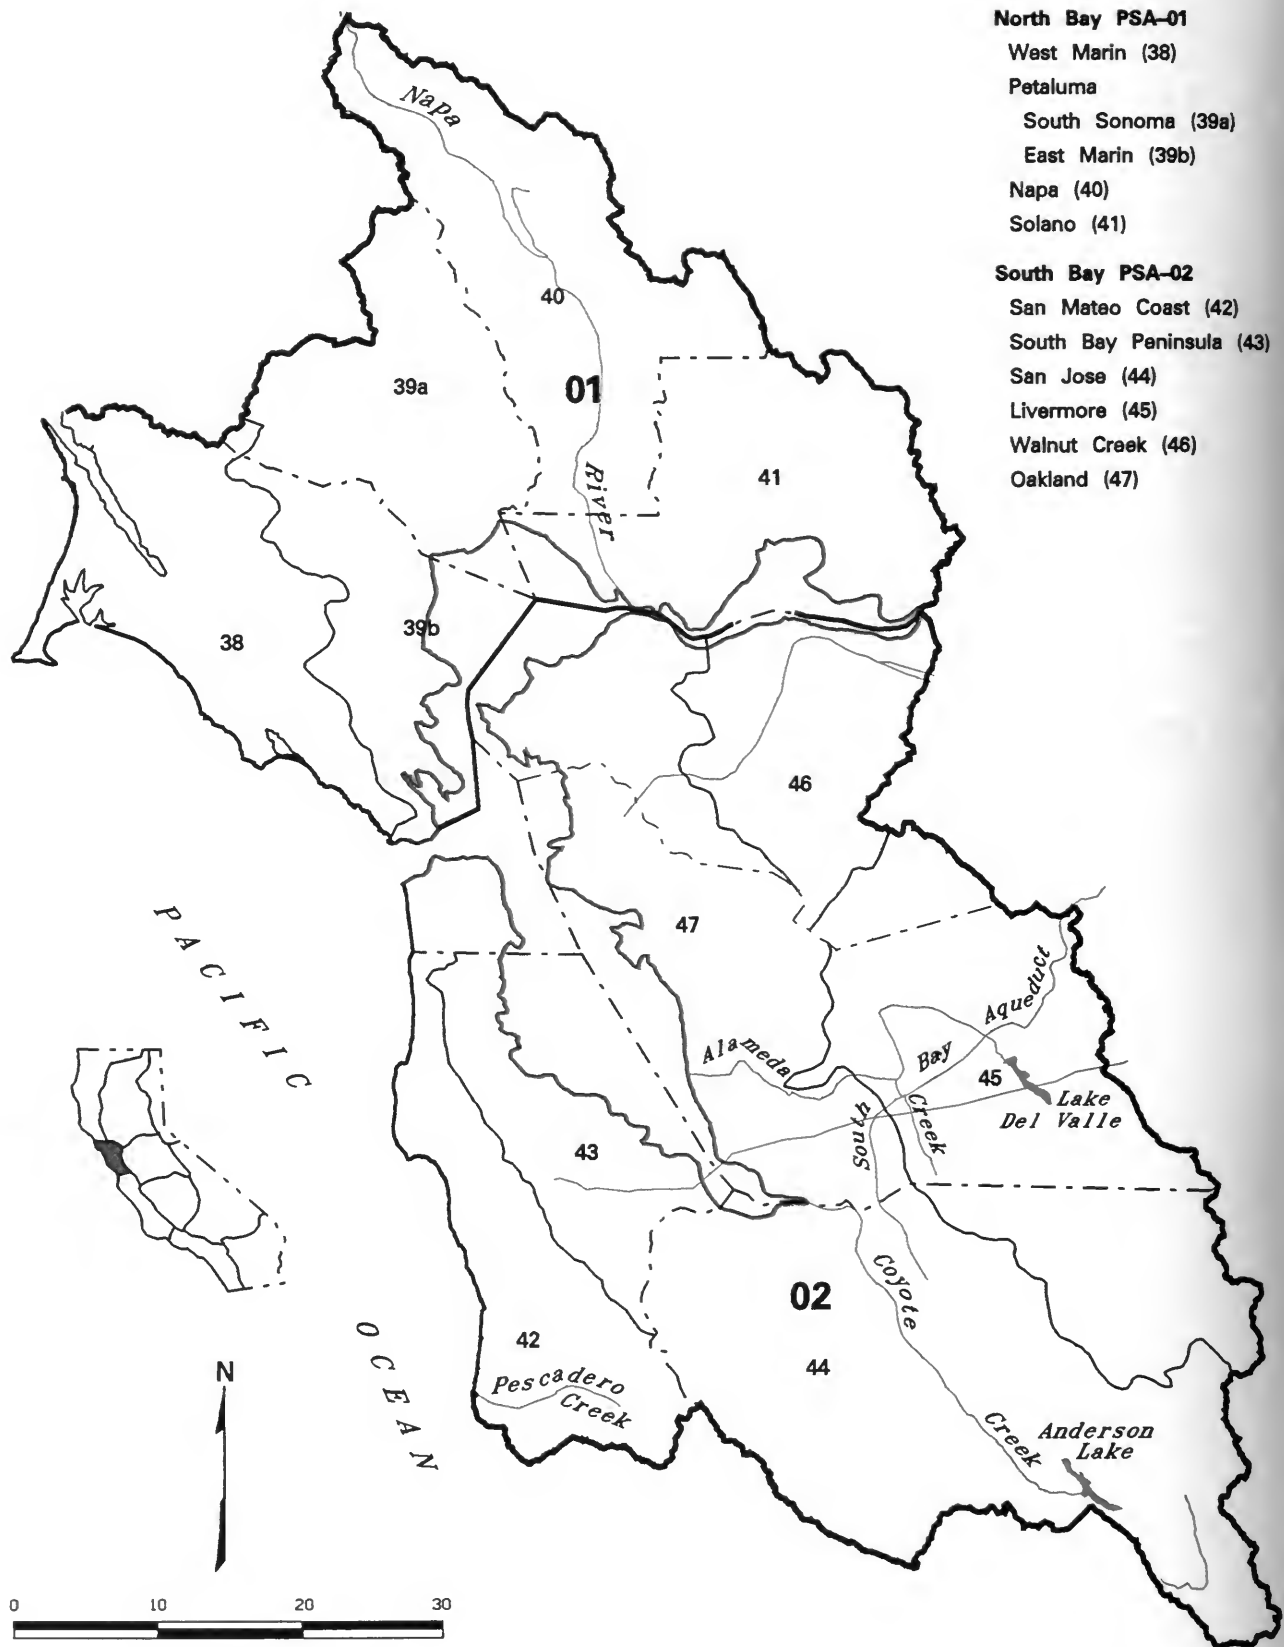 North Bay PSA–01
West Marin (38)
Petaluma
South Sonoma (39a)
East Marin (39b)
Napa (40)
Solano (41)
South Bay PSA–02
San Mateo Coast (42)
South Bay Peninsula (43)
San Jose (44)
Livermore (45)
Walnut Creek (46)
Oakland (47)
Napa
River
40
39a
01
41
38
39b
46
47
PACIFIC
OCEAN
Alameda
Creek
South
Bay
Aqueduct
45
Lake
Del Valle
43
02
42
44
Pescadero
Creek
Coyote
Creek
Anderson
Lake
N
0 10 20 30